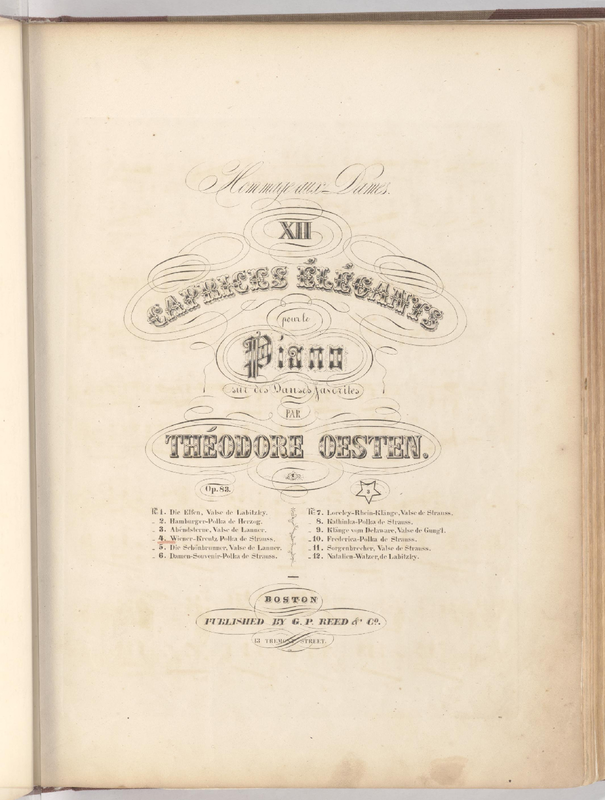 Hommage aux Dames.
XII
CAPRICES ÉLÉGANTS
pour le
Piano
sur des Danses favorites
PAR
THÉODORE OESTEN.
Op. 83.
3
No. 1. Die Elfen, Valse de Labitzky.
„ 2. Hamburger-Polka de Herzog.
„ 3. Abendsterne, Valse de Lanner.
„ 4. Wiener-Kreutz Polka de Strauss.
„ 5. Die Schönbrunner, Valse de Lanner.
„ 6. Damen-Souvenir-Polka de Strauss.
No. 7. Loreley-Rhein-Klänge, Valse de Strauss.
„ 8. Kathinka-Polka de Strauss.
„ 9. Klänge vom Delaware, Valse de Gungl.
„ 10. Frederica-Polka de Strauss.
„ 11. Sorgenbrecher, Valse de Strauss.
„ 12. Natalien-Walzer, de Labitzky.
BOSTON
PUBLISHED BY G. P. REED & Co.
TREMONT STREET.